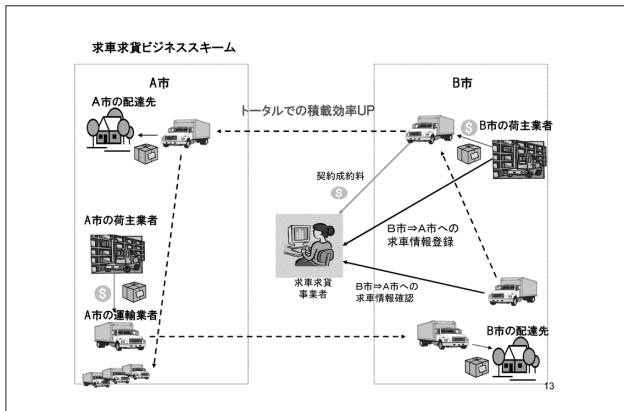 求車求貨ビジネススキーム
A市
B市
A市の配達先
トータルでの積載効率UP
$
B市の荷主業者
契約成約料
$
A市の荷主業者
B市⇒A市への
求車情報登録
$
求車求貨
事業者
B市⇒A市への
求車情報確認
A市の運輸業者
B市の配達先
13